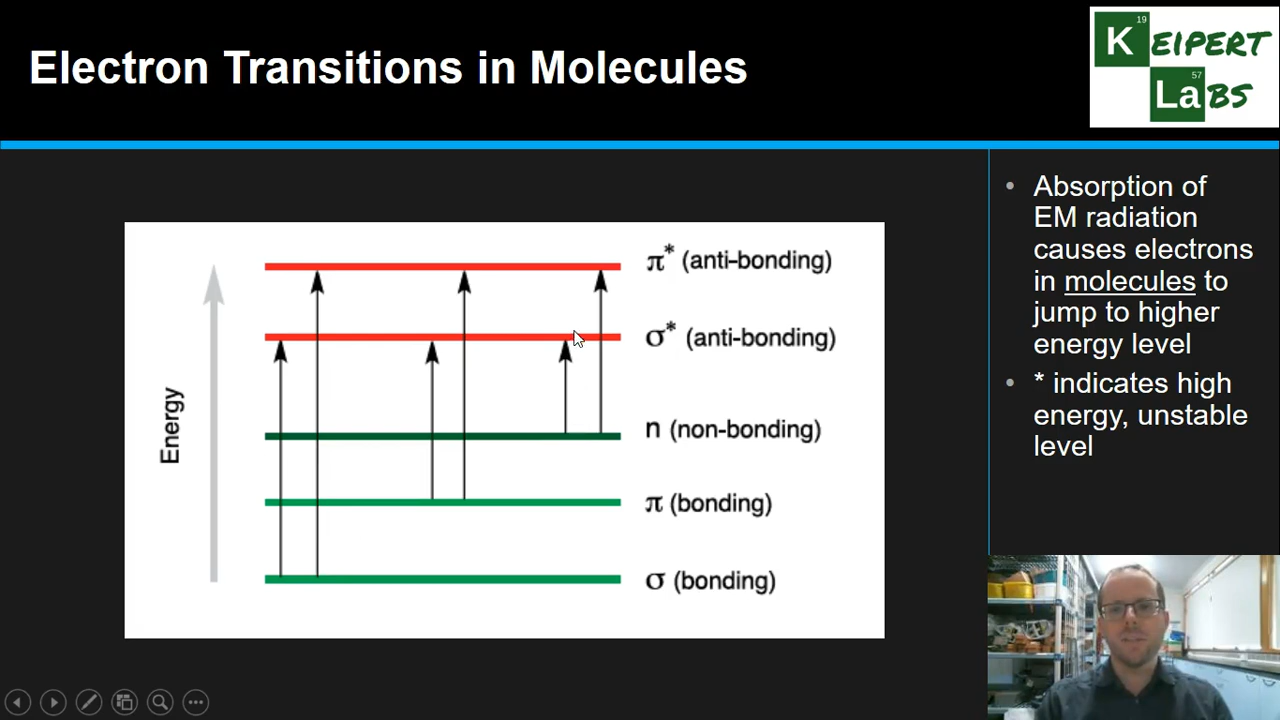 Electron Transitions in Molecules
19
K EIPERT
57
La BS
π* (anti-bonding)
σ* (anti-bonding)
n (non-bonding)
π (bonding)
σ (bonding)
Energy
• Absorption of
EM radiation
causes electrons
in molecules to
jump to higher
energy level
• * indicates high
energy, unstable
level